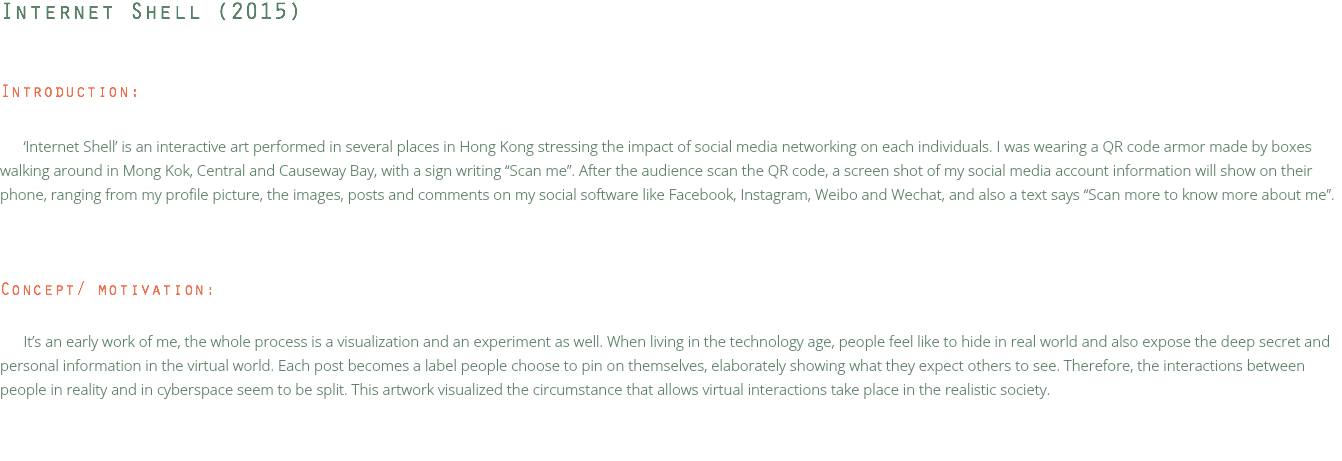 Internet Shell (2015)
Introduction:
‘Internet Shell’ is an interactive art performed in several places in Hong Kong stressing the impact of social media networking on each individuals. I was wearing a QR code armor made by boxes
walking around in Mong Kok, Central and Causeway Bay, with a sign writing “Scan me”. After the audience scan the QR code, a screen shot of my social media account information will show on their
phone, ranging from my profile picture, the images, posts and comments on my social software like Facebook, Instagram, Weibo and Wechat, and also a text says “Scan more to know more about me”.
Concept/ motivation:
It’s an early work of me, the whole process is a visualization and an experiment as well. When living in the technology age, people feel like to hide in real world and also expose the deep secret and
personal information in the virtual world. Each post becomes a label people choose to pin on themselves, elaborately showing what they expect others to see. Therefore, the interactions between
people in reality and in cyberspace seem to be split. This artwork visualized the circumstance that allows virtual interactions take place in the realistic society.